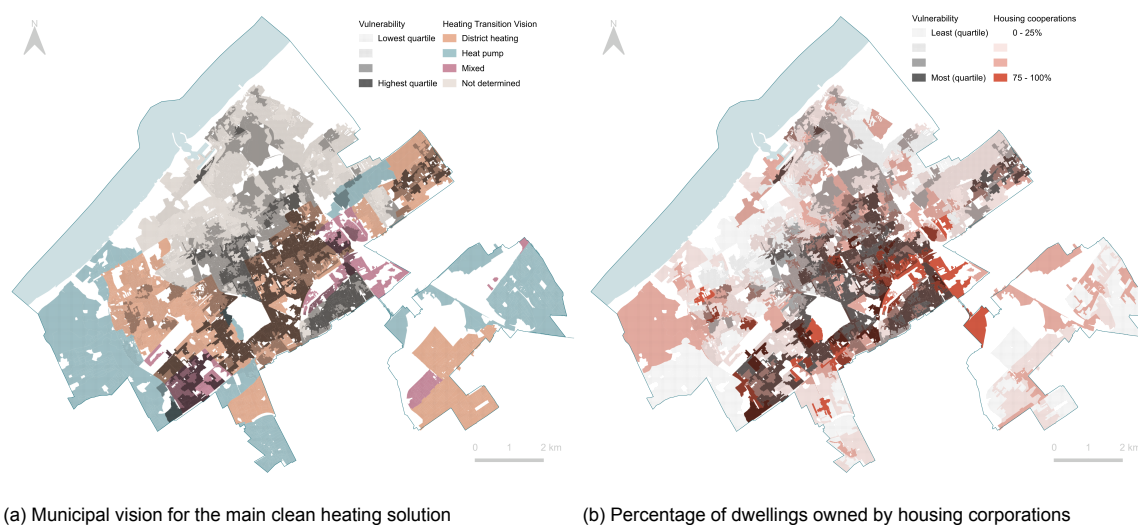 N
Vulnerability
Heating Transition Vision
Lowest quartile
District heating
Heat pump
Mixed
Highest quartile
Not determined
0 1 2 km
(a) Municipal vision for the main clean heating solution
N
Vulnerability
Housing cooperations
Least (quartile)
0 - 25%
Most (quartile)
75 - 100%
0 1 2 km
(b) Percentage of dwellings owned by housing corporations